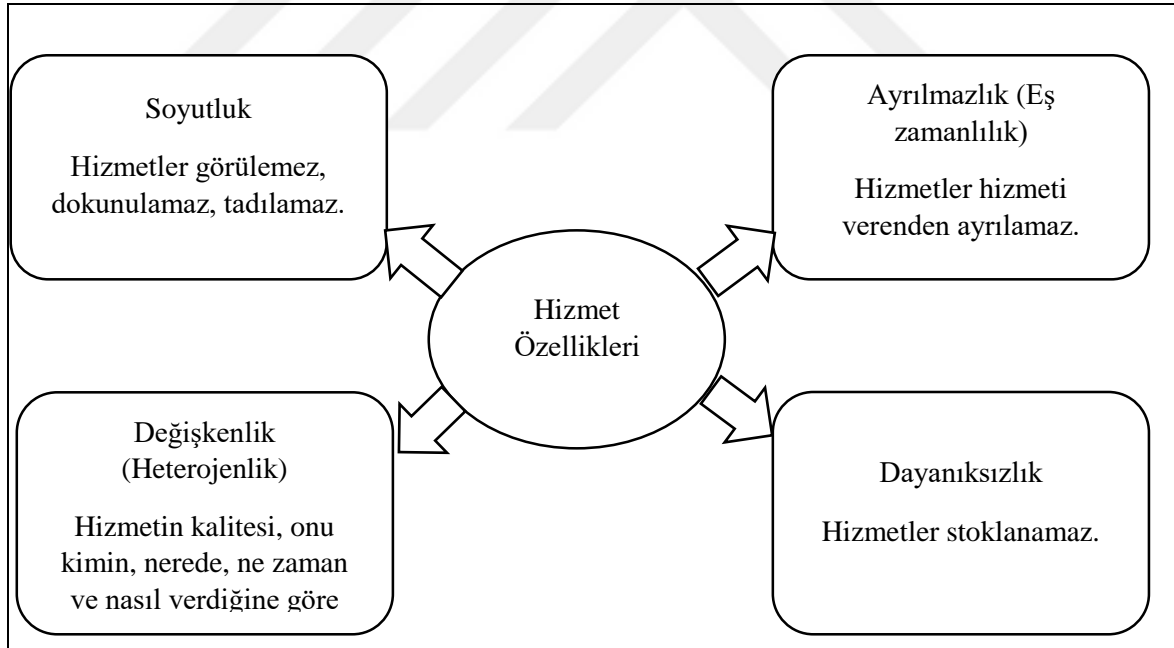 Soyutluk
Hizmetler görülemez,
dokunulamaz, tadılamaz.
Ayrılmazlık (Eş
zamanlılık)
Hizmetler hizmeti
verenden ayrılamaz.
Hizmet
Özellikleri
Değişkenlik
(Heterojenlik)
Hizmetin kalitesi, onu
kimin, nerede, ne zaman
ve nasıl verdiğine göre
Dayanıksızlık
Hizmetler stoklanamaz.